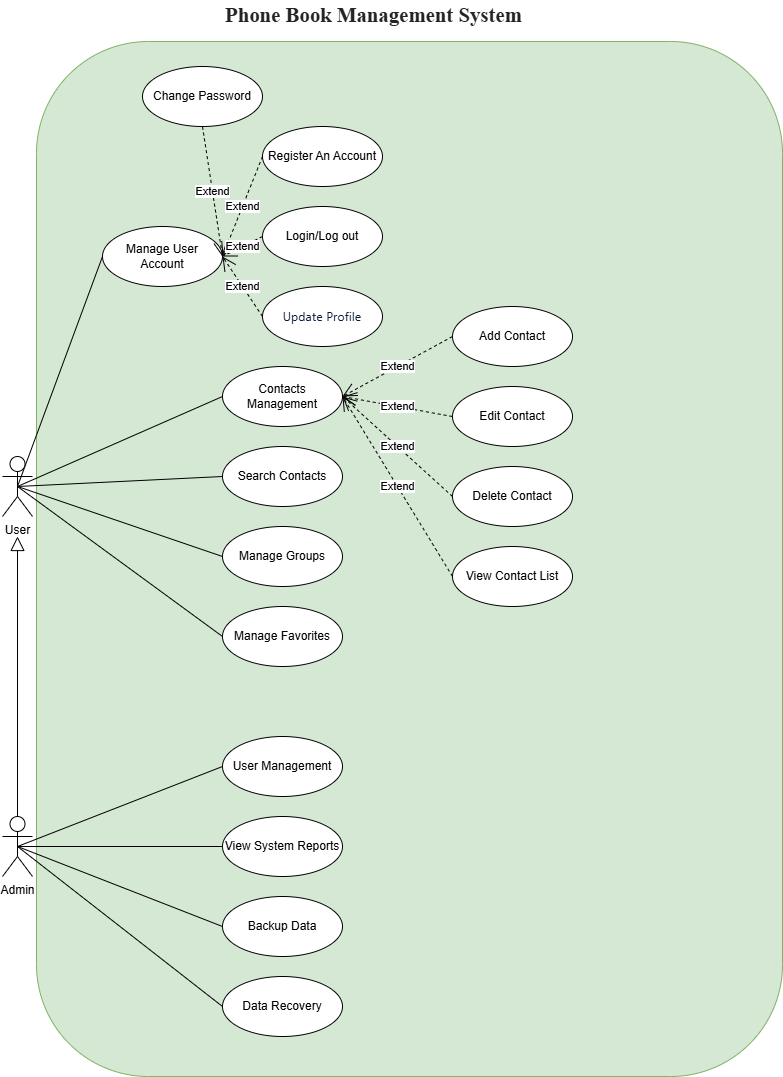 Phone Book Management System
Change Password
Register An Account
Extend
Extend
Login/Log out
Extend
Manage User
Account
Extend
Update Profile
Add Contact
Extend
Contacts
Management
Extend
Edit Contact
Extend
Search Contacts
Extend
Delete Contact
User
Manage Groups
View Contact List
Manage Favorites
User Management
View System Reports
Admin
Backup Data
Data Recovery